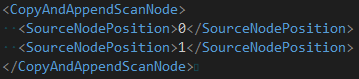 <CopyAndAppendScanNode>
  <SourceNodePosition>0</SourceNodePosition>
  <SourceNodePosition>1</SourceNodePosition>
</CopyAndAppendScanNode>